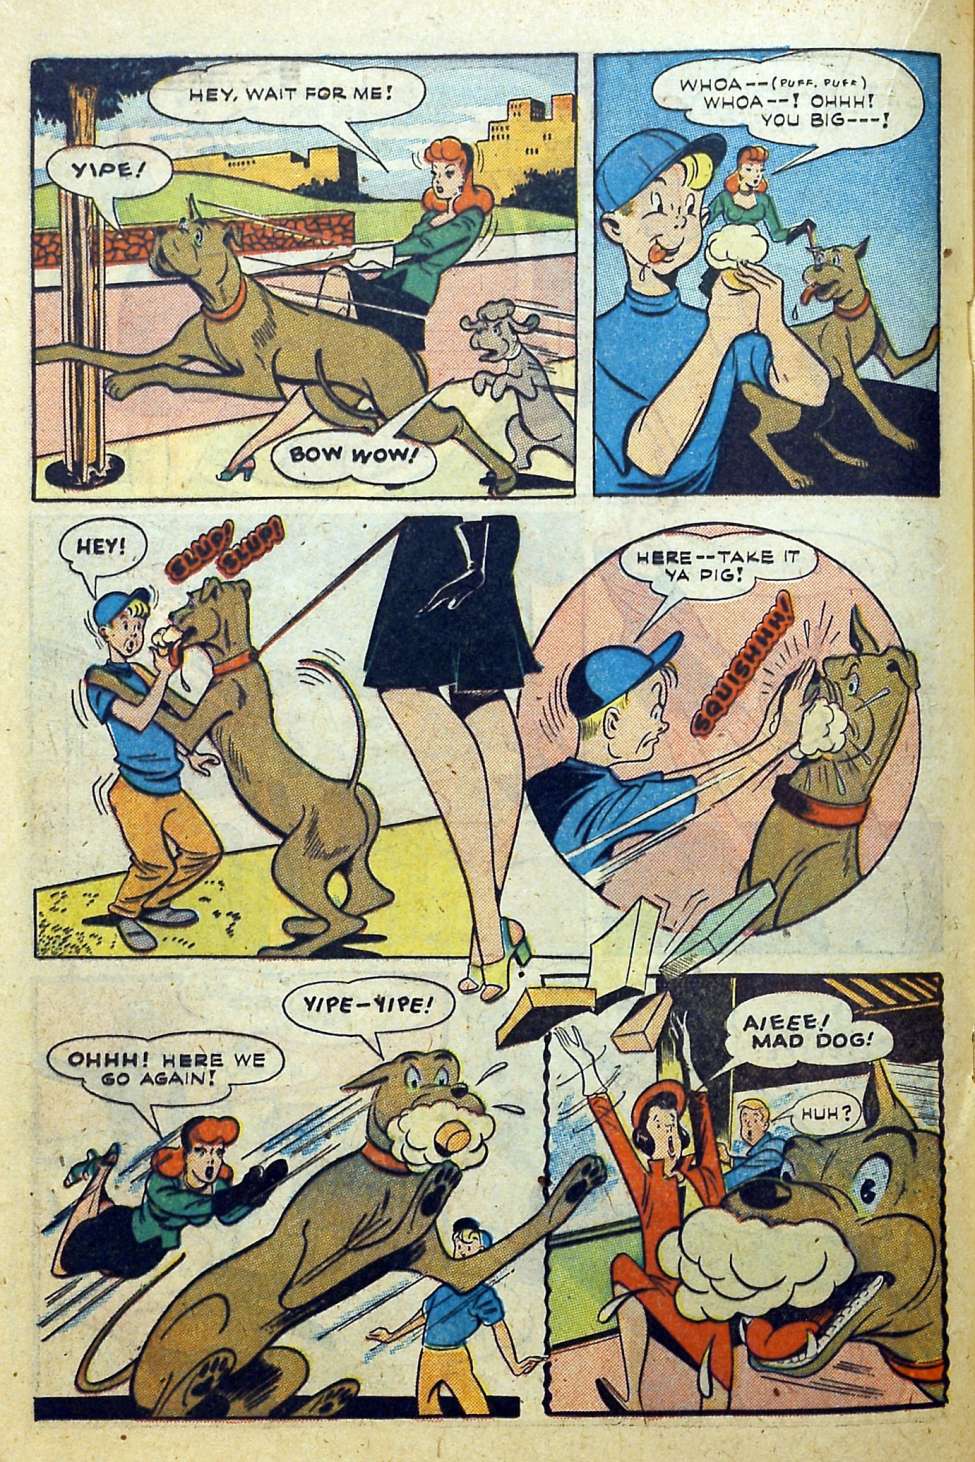 HEY, WAIT FOR ME!
YIPE!
BOW WOW!
WHOA--(PUFF, PUFF)
WHOA--! OHHH!
YOU BIG---!
HEY!
SLUP!
SLUP!
HERE--TAKE IT
YA PIG!
SQUISHHH!
YIPE-YIPE!
OHHH! HERE WE
GO AGAIN!
AIEEE!
MAD DOG!
HUH?